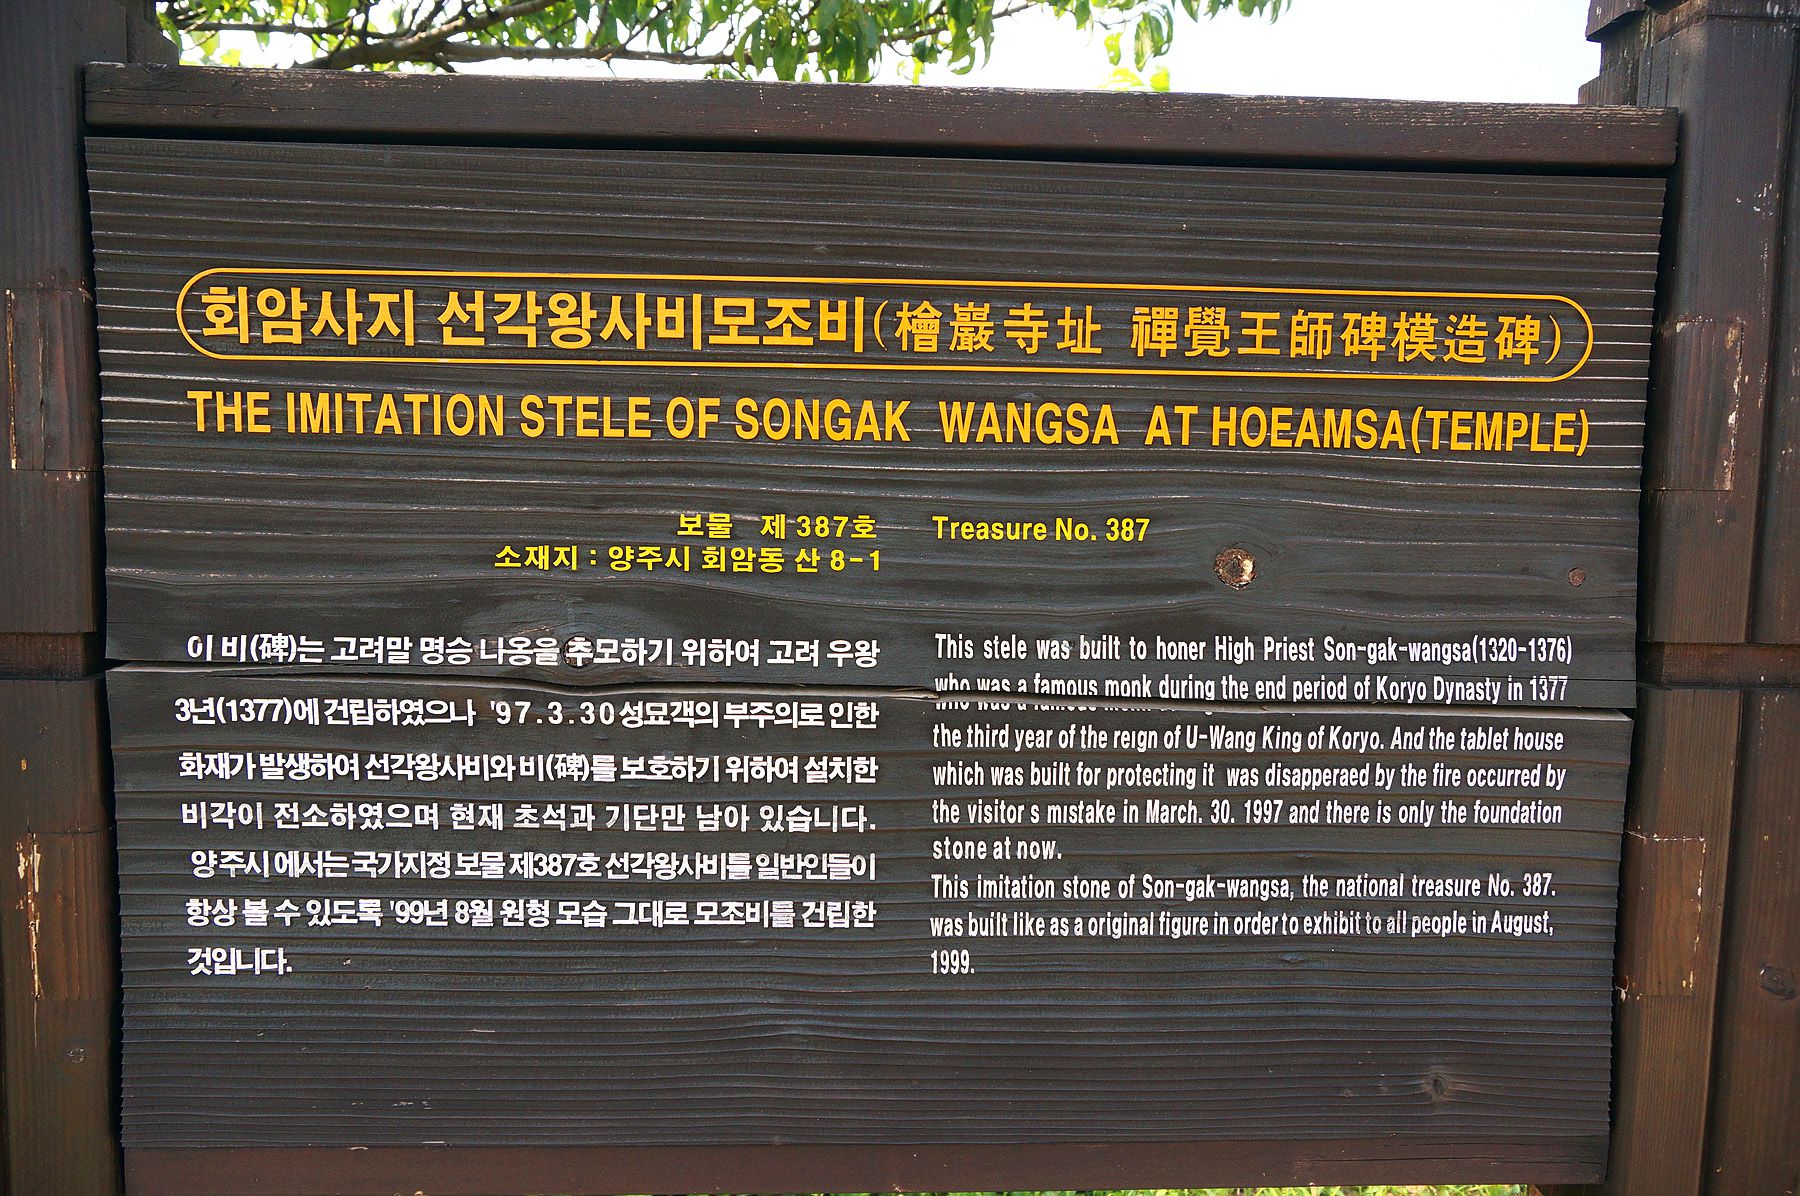 회암사지 선각왕사비모조비(檜巖寺址 禪覺王師碑模造碑)
THE IMITATION STELE OF SONGAK WANGSA AT HOEAMSA(TEMPLE)
보물 제 387호
소재지 : 양주시 회암동 산 8-1
이 비(碑)는 고려말 명승 나옹을 추모하기 위하여 고려 우왕
3년(1377)에 건립하였으나 '97.3.30 성묘객의 부주의로 인한
화재가 발생하여 선각왕사비와 비(碑)를 보호하기 위하여 설치한
비각이 전소하였으며 현재 초석과 기단만 남아 있습니다.
양주시 에서는 국가지정 보물 제387호 선각왕사비를 일반인들이
항상 볼 수 있도록 '99년 8월 원형 모습 그대로 모조비를 건립한
것입니다.
Treasure No. 387
This stele was built to honer High Priest Son-gak-wangsa(1320-1376)
who was a famous monk during the end period of Koryo Dynasty in 1377
the third year of the reign of U-Wang King of Koryo. And the tablet house
which was built for protecting it was disapperaed by the fire occurred by
the visitor s mistake in March. 30. 1997 and there is only the foundation
stone at now.
This imitation stone of Son-gak-wangsa, the national treasure No. 387.
was built like as a original figure in order to exhibit to all people in August,
1999.